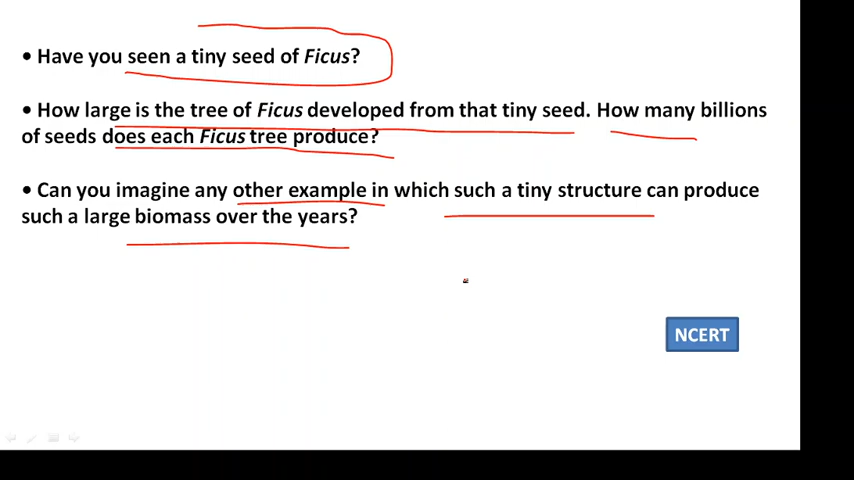 • Have you seen a tiny seed of Ficus?
• How large is the tree of Ficus developed from that tiny seed. How many billions
of seeds does each Ficus tree produce?
• Can you imagine any other example in which such a tiny structure can produce
such a large biomass over the years?
NCERT